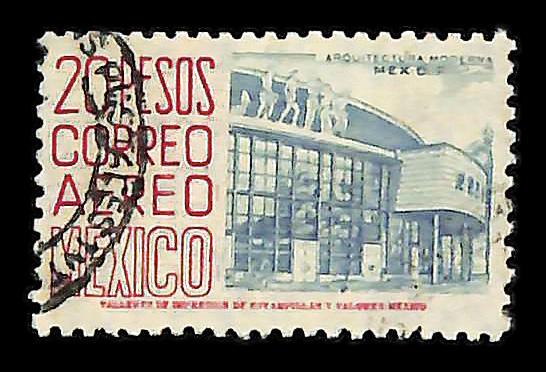 20 PESOS
CORREO
AEREO
MEXICO
ARQUITECTURA MODERNA
MEX D F
TALLERES DE IMPRESION DE ESTAMPILLAS Y VALORES-MEXICO